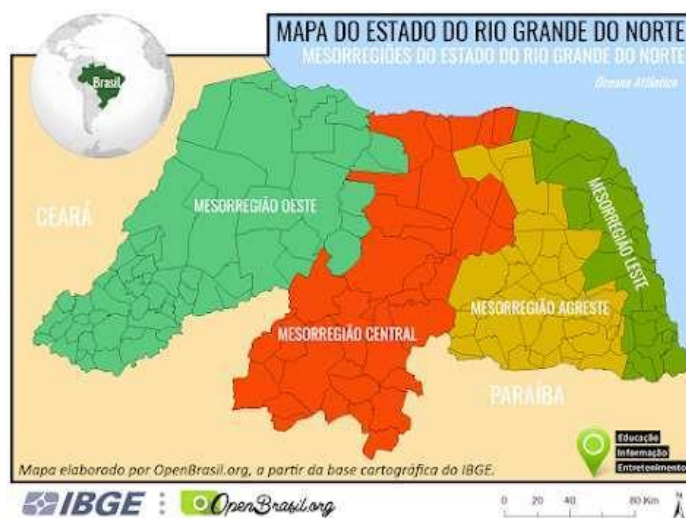 MAPA DO ESTADO DO RIO GRANDE DO NORTE
MESORREGIÕES DO ESTADO DO RIO GRANDE DO NORTE
Brasil
Oceano Atlântico
CEARÁ
MESORREGIÃO OESTE
MESORREGIÃO LESTE
MESORREGIÃO AGRESTE
MESORREGIÃO CENTRAL
PARAÍBA
Educação
Informação
Entretenimento
Mapa elaborado por OpenBrasil.org, a partir da base cartográfica do IBGE.
IBGE
OpenBrasil.org
0 20 40 80 Km
N